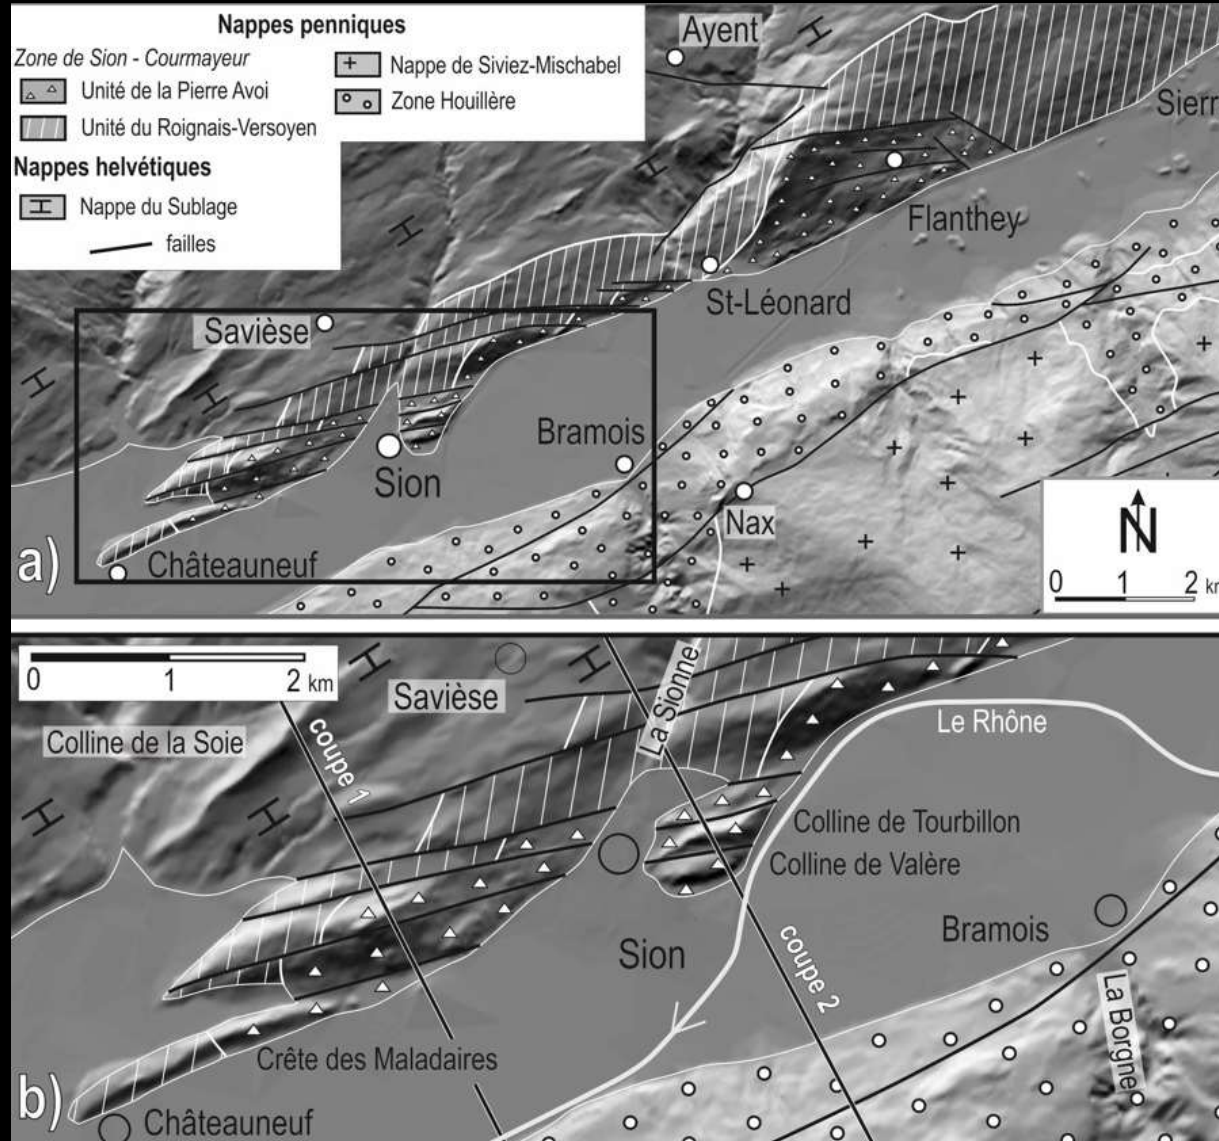 Nappes penniques
Zone de Sion - Courmayeur
Unité de la Pierre Avoi
Unité du Roignais-Versoyen
Nappe de Siviez-Mischabel
Zone Houillère
Nappes helvétiques
Nappe du Sublage
failles
Ayent
Sierr
Flanthey
St-Léonard
Savièse
Bramois
Sion
Nax
Châteauneuf
a)
N
0 1 2 km
0 1 2 km
La Sionne
Savièse
Le Rhône
Colline de la Soie
coupe 1
Colline de Tourbillon
Colline de Valère
Bramois
Sion
coupe 2
La Borgne
Crête des Maladaires
b)
Châteauneuf